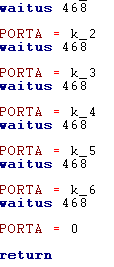 waitus 468
PORTA = k_2
waitus 468
PORTA = k_3
waitus 468
PORTA = k_4
waitus 468
PORTA = k_5
waitus 468
PORTA = k_6
waitus 468
PORTA = 0
return